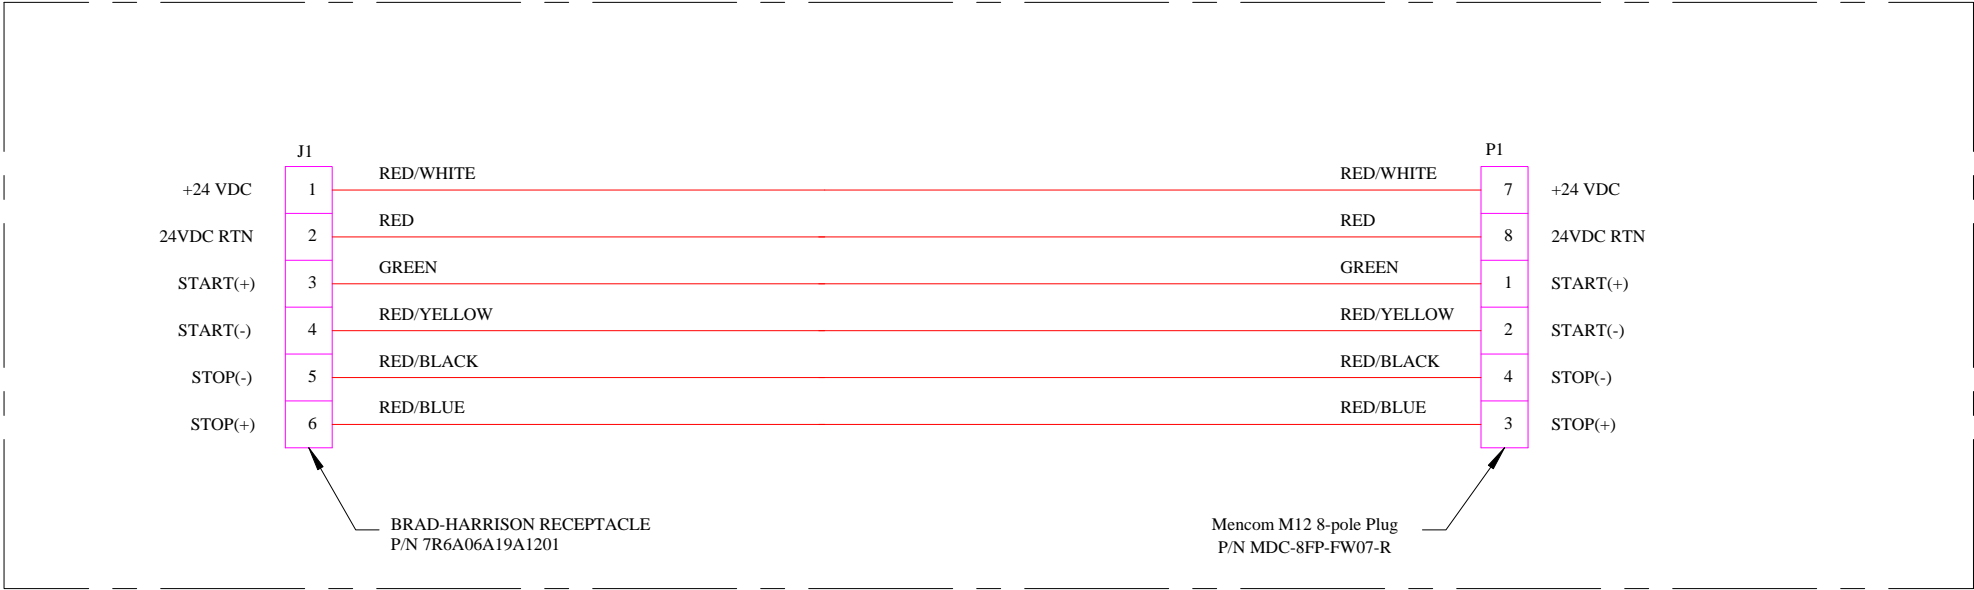 J1
P1
+24 VDC 1 RED/WHITE RED/WHITE 7 +24 VDC
24VDC RTN 2 RED RED 8 24VDC RTN
START(+) 3 GREEN GREEN 1 START(+)
START(-) 4 RED/YELLOW RED/YELLOW 2 START(-)
STOP(-) 5 RED/BLACK RED/BLACK 4 STOP(-)
STOP(+) 6 RED/BLUE RED/BLUE 3 STOP(+)
BRAD-HARRISON RECEPTACLE
P/N 7R6A06A19A1201
Mencom M12 8-pole Plug
P/N MDC-8FP-FW07-R